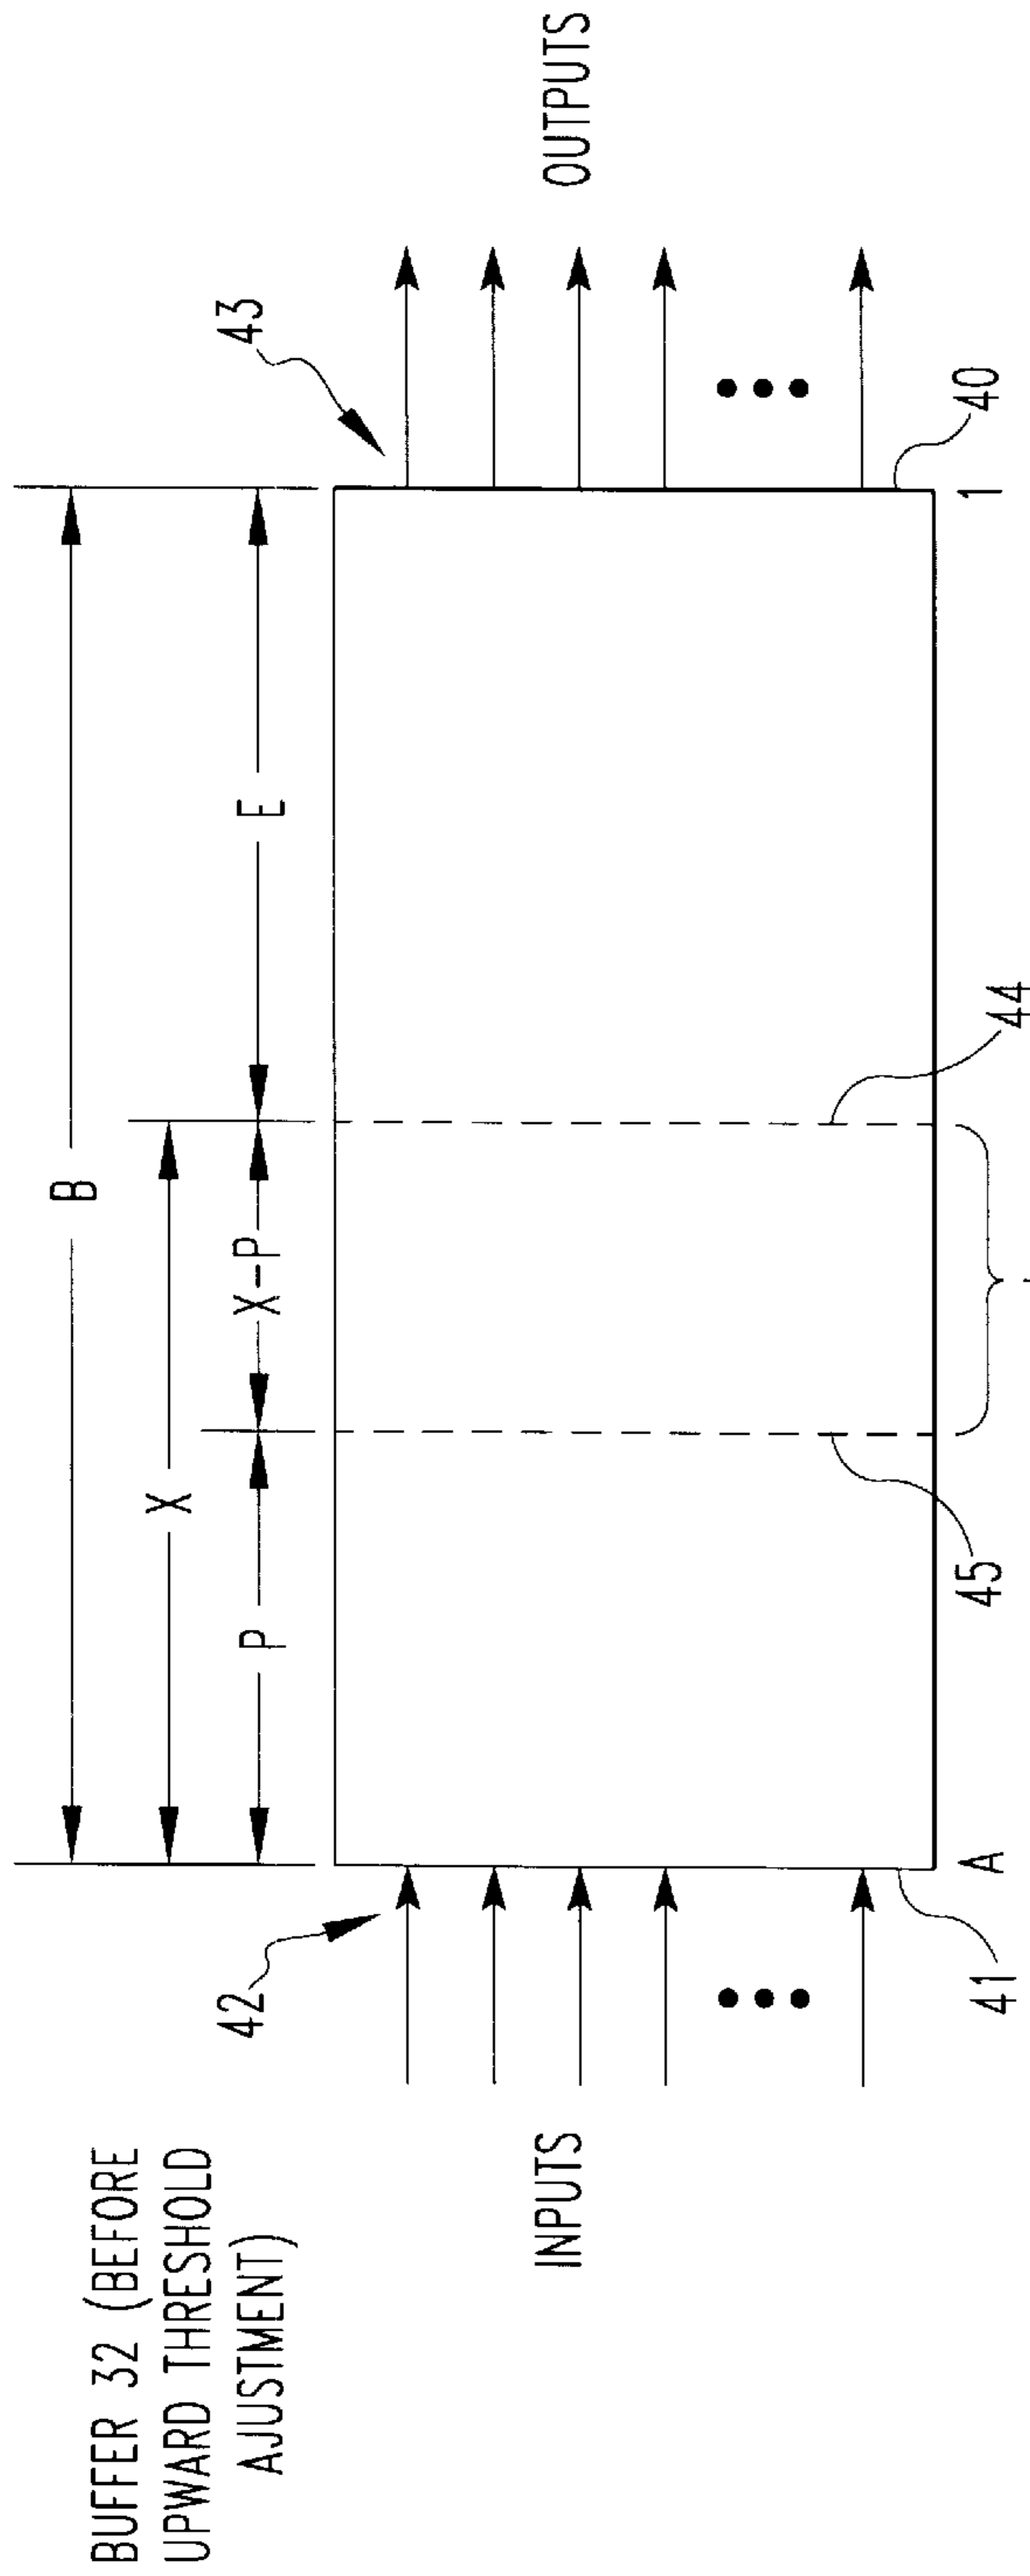 BUFFER 32 (BEFORE
UPWARD THRESHOLD
AJUSTMENT)
B
X
P
X-P
E
42
43
INPUTS
OUTPUTS
41
A
45
44
1
40